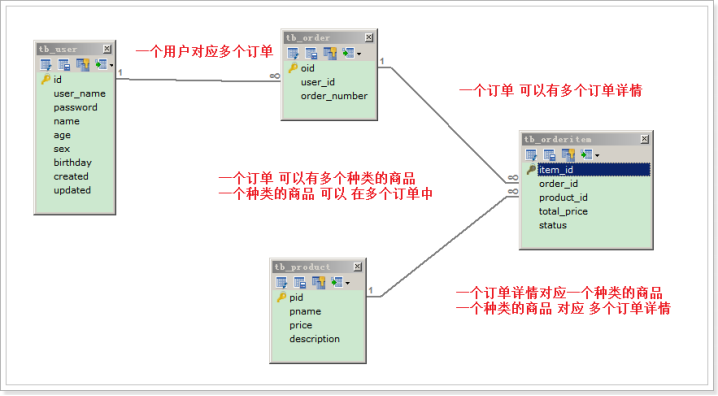 tb_user
id
user_name
password
name
age
sex
birthday
created
updated
1
一个用户对应多个订单
∞
tb_order
oid
user_id
order_number
1
一个订单 可以有多个订单详情
一个订单 可以有多个种类的商品
一个种类的商品 可以 在多个订单中
∞
∞
tb_orderitem
item_id
order_id
product_id
total_price
status
tb_product
pid
pname
price
description
1
一个订单详情对应一个种类的商品
一个种类的商品 对应 多个订单详情